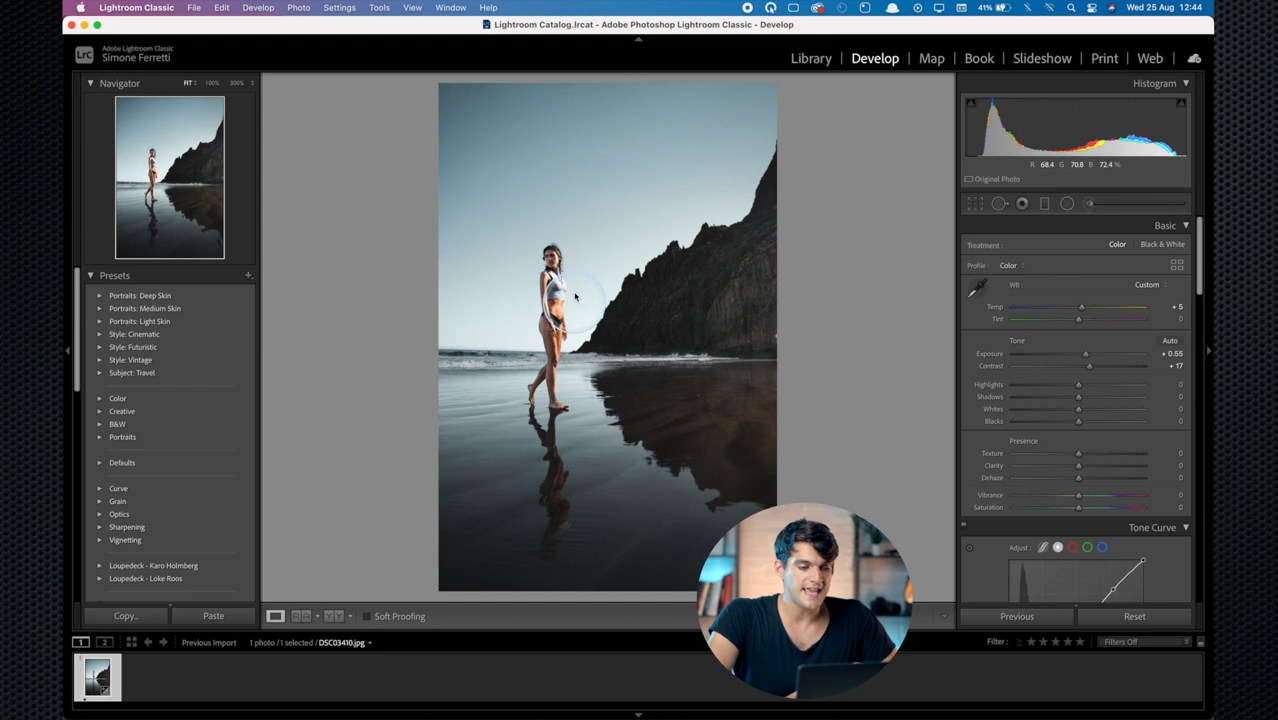 Lightroom Classic File Edit Develop Photo Settings Tools View Window Help 41% Wed 25 Aug 12:44
Lightroom Catalog.lrcat - Adobe Photoshop Lightroom Classic - Develop
LrC Adobe Lightroom Classic
Simone Ferretti
Library Develop Map Book Slideshow Print Web
Navigator FIT 100% 300%
Histogram
R 68.4 G 70.8 B 72.4 %
Original Photo
Basic
Treatment : Color Black & White
Profile : Color
WB : Custom
Temp + 5
Tint 0
Tone Auto
Exposure + 0.55
Contrast + 17
Highlights 0
Shadows 0
Whites 0
Blacks 0
Presence
Texture 0
Clarity 0
Dehaze 0
Vibrance 0
Saturation 0
Tone Curve
Adjust :
Presets +
Portraits: Deep Skin
Portraits: Medium Skin
Portraits: Light Skin
Style: Cinematic
Style: Futuristic
Style: Vintage
Subject: Travel
Color
Creative
B&W
Portraits
Defaults
Curve
Grain
Optics
Sharpening
Vignetting
Loupedeck - Karo Holmberg
Loupedeck - Loke Roos
Copy... Paste
Soft Proofing
Previous Reset
1 2 Previous Import 1 photo / 1 selected / DSC03410.jpg
Filter : Filters Off